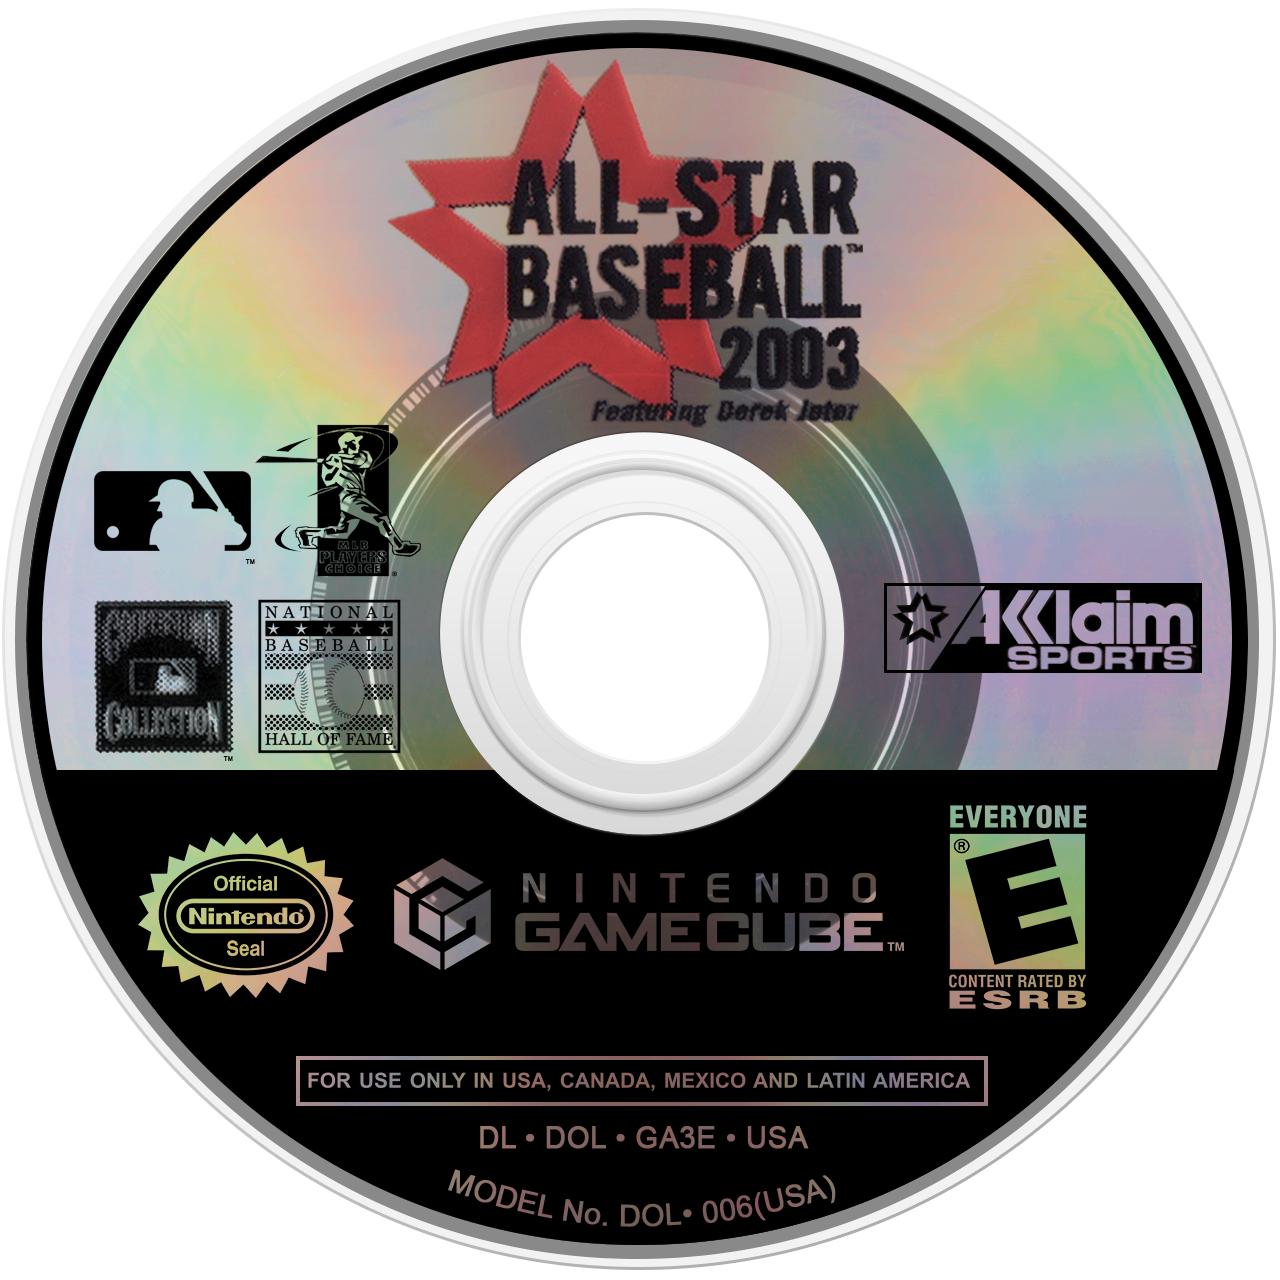 ALL-STAR
BASEBALL™
2003
Featuring Derek Jeter
™
MLB
PLAYERS
CHOICE
®
COLLECTION
™
NATIONAL
BASEBALL
HALL OF FAME
AKKlaim
SPORTS
Official
Nintendo®
Seal
NINTENDO
GAMECUBE™
EVERYONE
®
E
CONTENT RATED BY
ESRB
FOR USE ONLY IN USA, CANADA, MEXICO AND LATIN AMERICA
DL • DOL • GA3E • USA
MODEL No. DOL• 006(USA)